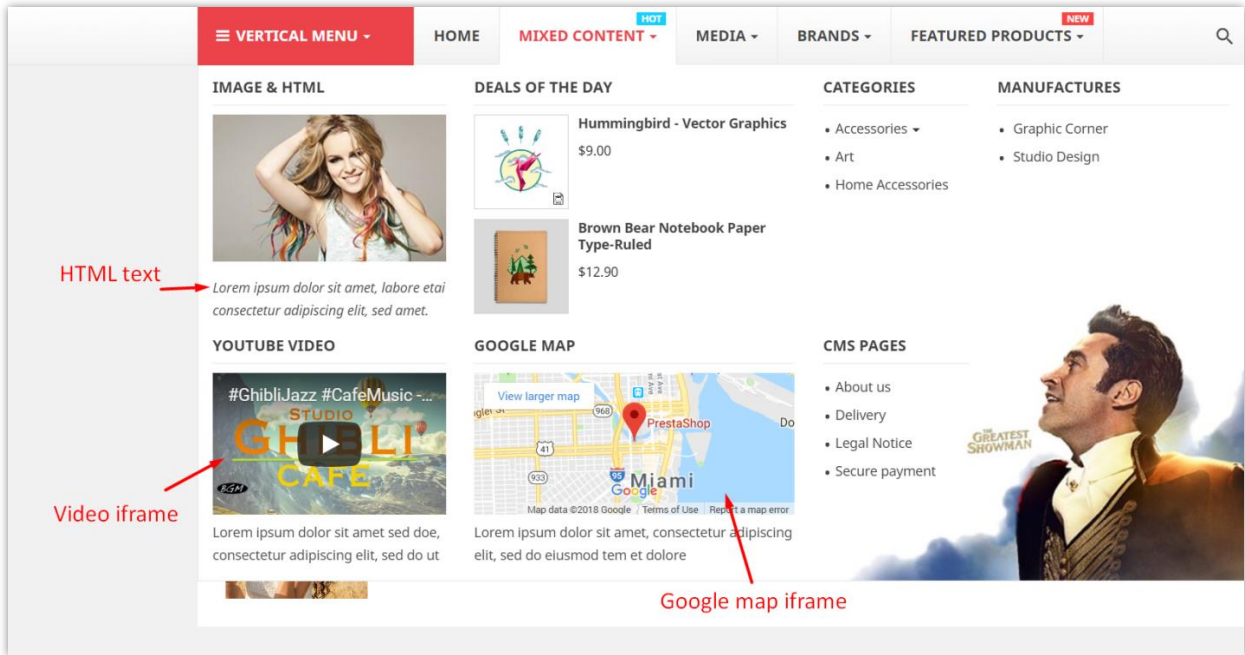 HOT
NEW
VERTICAL MENU
HOME
MIXED CONTENT
MEDIA
BRANDS
FEATURED PRODUCTS
IMAGE & HTML
DEALS OF THE DAY
CATEGORIES
MANUFACTURES
Hummingbird - Vector Graphics
$9.00
Brown Bear Notebook Paper
Type-Ruled
$12.90
Accessories
Art
Home Accessories
Graphic Corner
Studio Design
HTML text
Lorem ipsum dolor sit amet, labore etai
consectetur adipiscing elit, sed amet.
YOUTUBE VIDEO
GOOGLE MAP
CMS PAGES
#GhibliJazz #CafeMusic -...
STUDIO
GHIBLI
CAFE
BGM
Video iframe
Lorem ipsum dolor sit amet sed doe,
consectetur adipiscing elit, sed do ut
View larger map
968
PrestaShop
Do
41
933
95
Miami
Google
Map data ©2018 Google
Terms of Use
Report a map error
Lorem ipsum dolor sit amet, consectetur adipiscing
elit, sed do eiusmod tem et dolore
Google map iframe
About us
Delivery
Legal Notice
Secure payment
THE
GREATEST
SHOWMAN